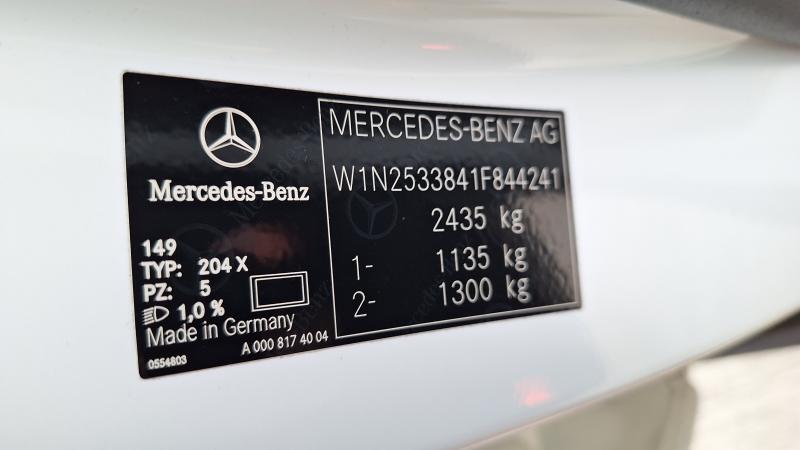 Mercedes-Benz
149
TYP: 204 X
PZ: 5
1,0 %
Made in Germany
0554803
A 000 817 40 04
MERCEDES-BENZ AG
W1N2533841F844241
2435 kg
1- 1135 kg
2- 1300 kg